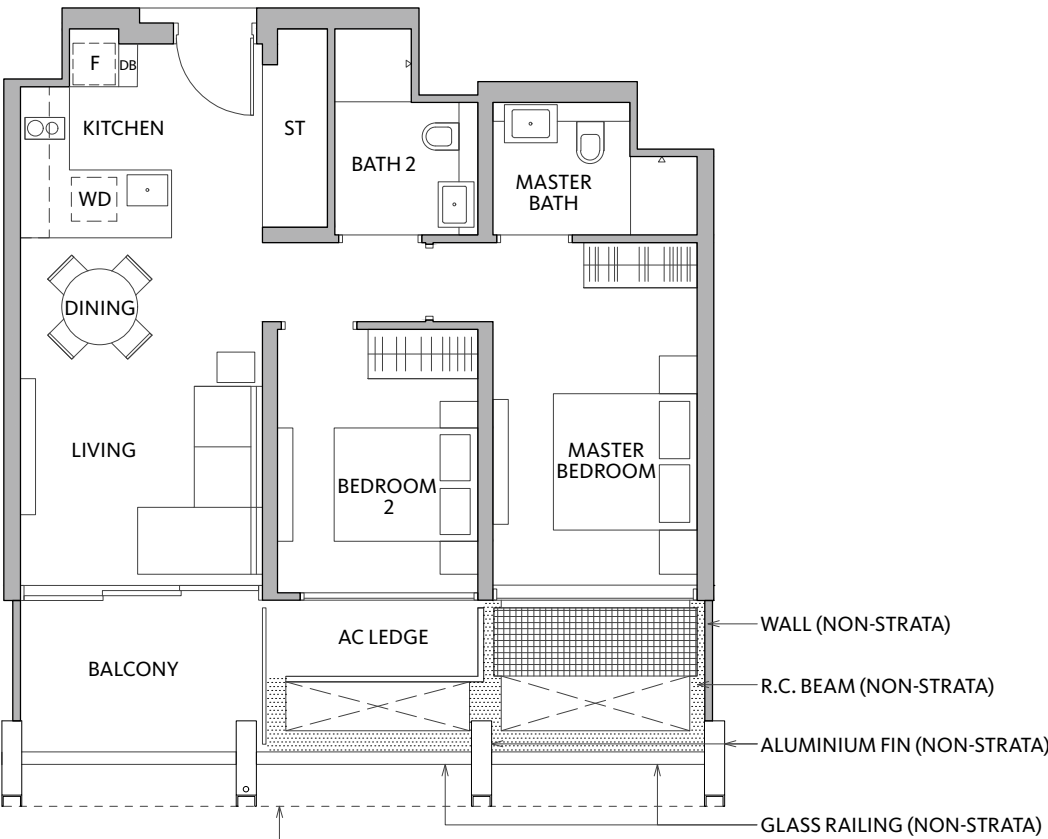 F
DB
KITCHEN
ST
BATH 2
MASTER
BATH
WD
DINING
LIVING
BEDROOM
2
MASTER
BEDROOM
BALCONY
AC LEDGE
WALL (NON-STRATA)
R.C. BEAM (NON-STRATA)
ALUMINIUM FIN (NON-STRATA)
GLASS RAILING (NON-STRATA)